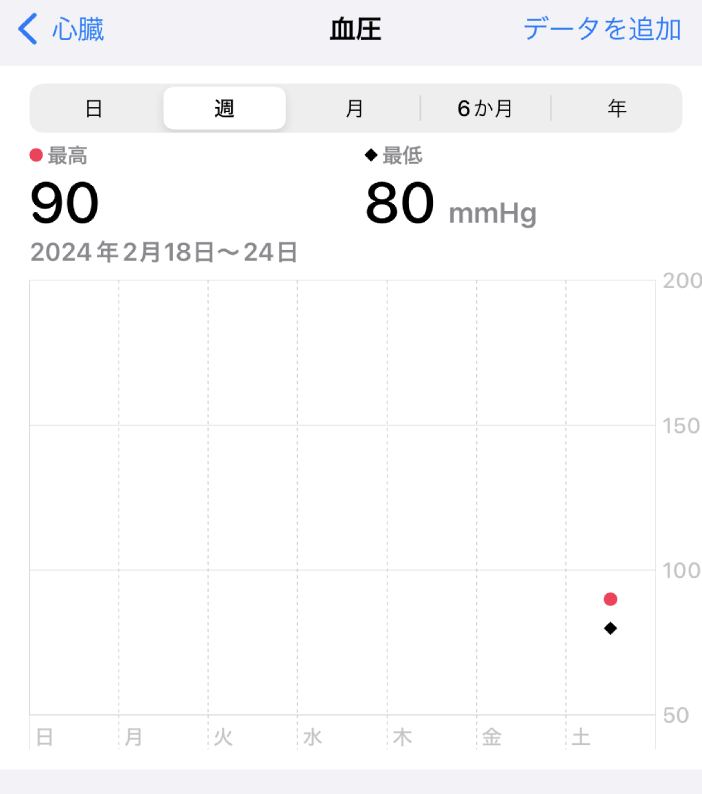 心臓 血圧 データを追加
日 週 月 6か月 年
最高 最低
90 80 mmHg
2024年2月18日〜24日
200
150
100
50
日 月 火 水 木 金 土